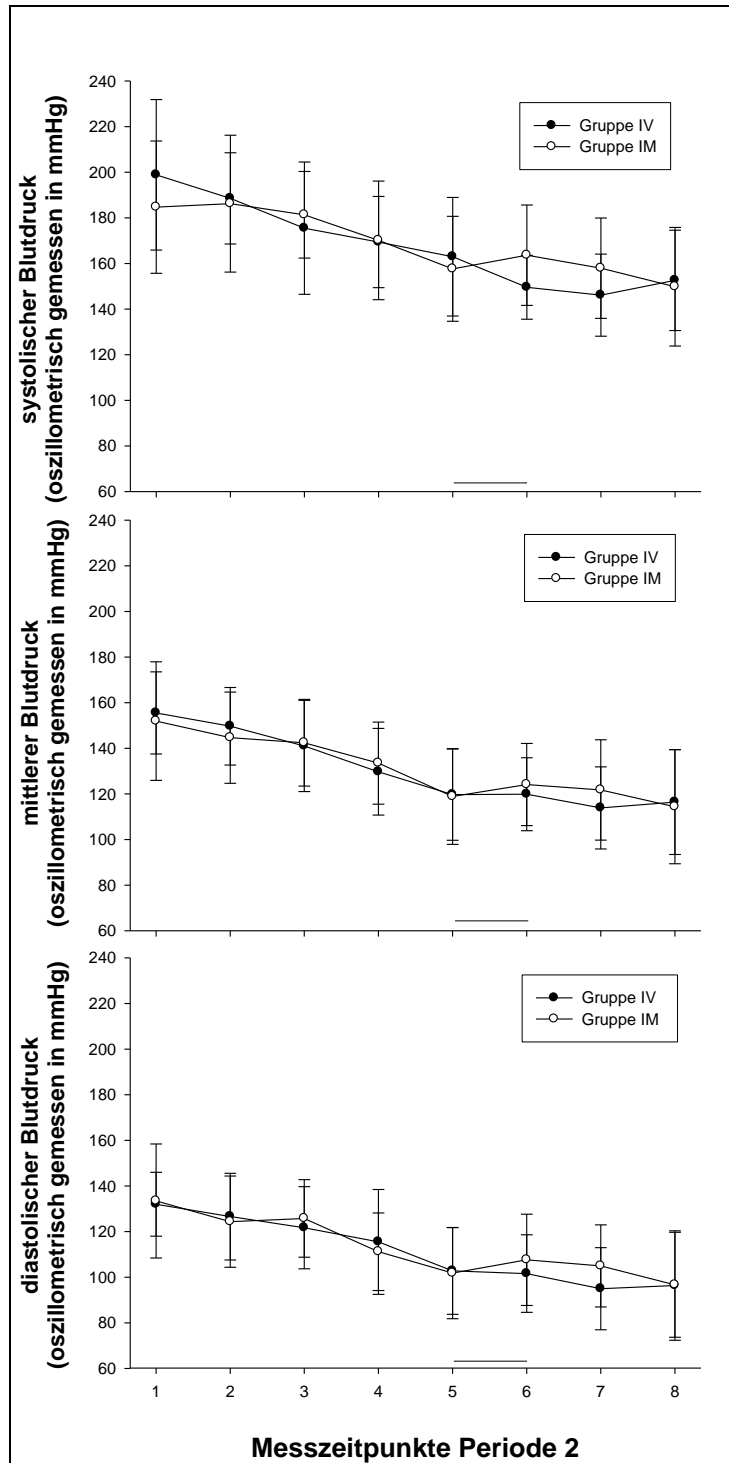 systolischer Blutdruck
(oszillometrisch gemessen in mmHg)
240
220
200
180
160
140
120
100
80
60
Gruppe IV
Gruppe IM
mittlerer Blutdruck
(oszillometrisch gemessen in mmHg)
240
220
200
180
160
140
120
100
80
60
Gruppe IV
Gruppe IM
diastolischer Blutdruck
(oszillometrisch gemessen in mmHg)
240
220
200
180
160
140
120
100
80
60
Gruppe IV
Gruppe IM
1 2 3 4 5 6 7 8
Messzeitpunkte Periode 2